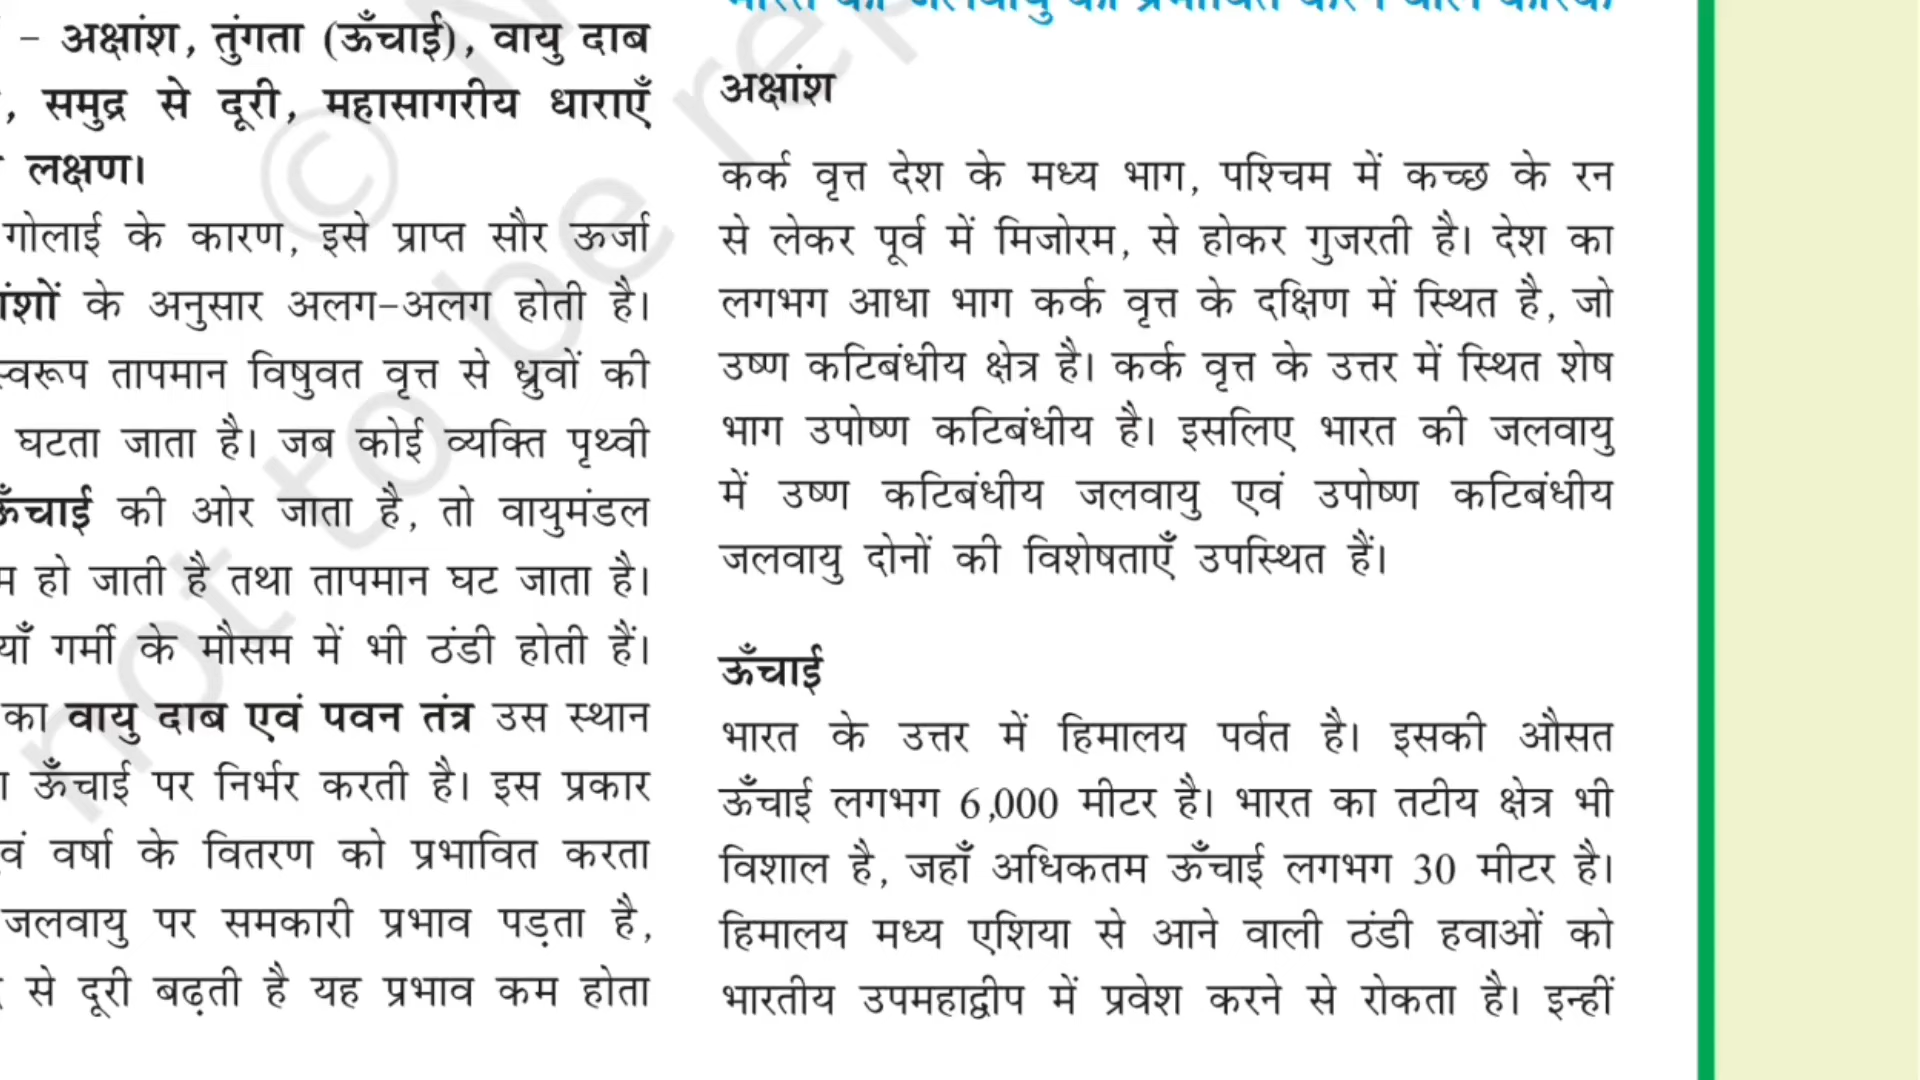 – अक्षांश, तुंगता (ऊँचाई), वायु दाब
, समुद्र से दूरी, महासागरीय धाराएँ
लक्षण।
गोलाई के कारण, इसे प्राप्त सौर ऊर्जा
के अनुसार अलग-अलग होती है।
तापमान विषुवत वृत्त से ध्रुवों की
घटता जाता है। जब कोई व्यक्ति पृथ्वी
ऊँचाई की ओर जाता है, तो वायुमंडल
हो जाती है तथा तापमान घट जाता है।
गर्मी के मौसम में भी ठंडी होती हैं।
का वायु दाब एवं पवन तंत्र उस स्थान
ऊँचाई पर निर्भर करती है। इस प्रकार
वर्षा के वितरण को प्रभावित करता
जलवायु पर समकारी प्रभाव पड़ता है,
से दूरी बढ़ती है यह प्रभाव कम होता
भारत की जलवायु को प्रभावित करने वाले कारक
अक्षांश
कर्क वृत्त देश के मध्य भाग, पश्चिम में कच्छ के रन
से लेकर पूर्व में मिजोरम, से होकर गुजरती है। देश का
लगभग आधा भाग कर्क वृत्त के दक्षिण में स्थित है, जो
उष्ण कटिबंधीय क्षेत्र है। कर्क वृत्त के उत्तर में स्थित शेष
भाग उपोष्ण कटिबंधीय है। इसलिए भारत की जलवायु
में उष्ण कटिबंधीय जलवायु एवं उपोष्ण कटिबंधीय
जलवायु दोनों की विशेषताएँ उपस्थित हैं।
ऊँचाई
भारत के उत्तर में हिमालय पर्वत है। इसकी औसत
ऊँचाई लगभग 6,000 मीटर है। भारत का तटीय क्षेत्र भी
विशाल है, जहाँ अधिकतम ऊँचाई लगभग 30 मीटर है।
हिमालय मध्य एशिया से आने वाली ठंडी हवाओं को
भारतीय उपमहाद्वीप में प्रवेश करने से रोकता है। इन्हीं
© N
not to be rep